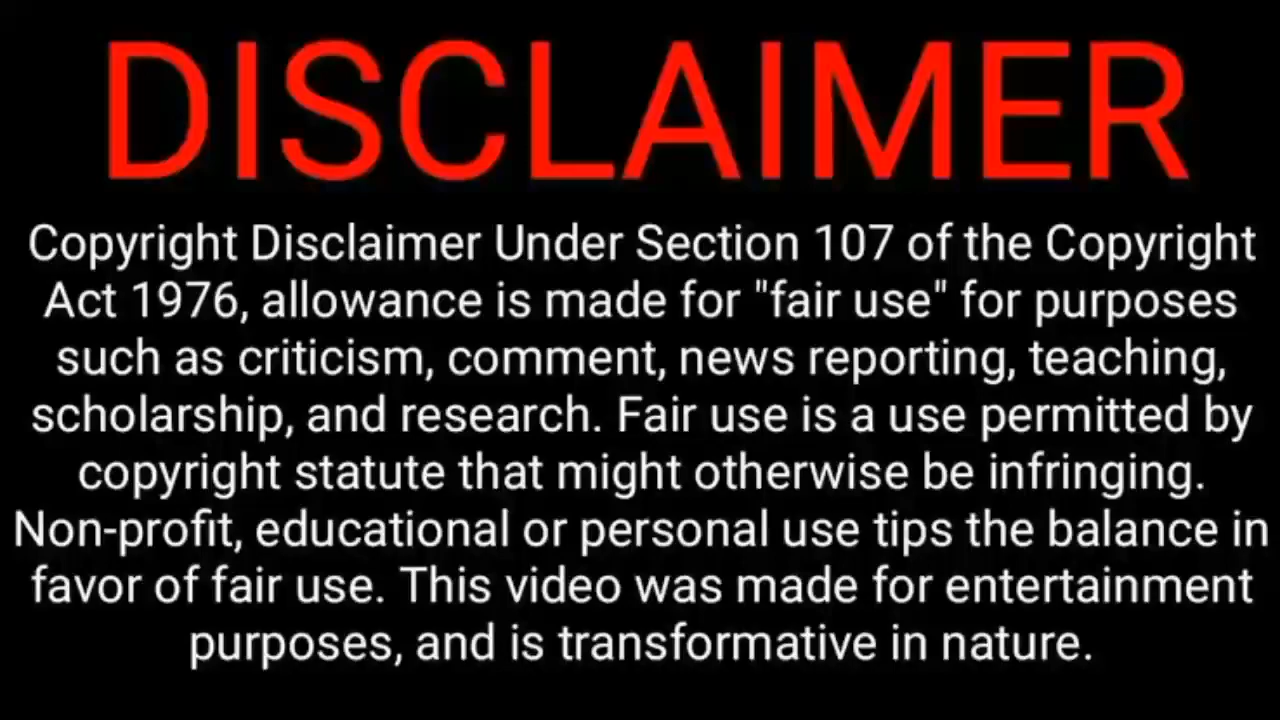 DISCLAIMER
Copyright Disclaimer Under Section 107 of the Copyright
Act 1976, allowance is made for "fair use" for purposes
such as criticism, comment, news reporting, teaching,
scholarship, and research. Fair use is a use permitted by
copyright statute that might otherwise be infringing.
Non-profit, educational or personal use tips the balance in
favor of fair use. This video was made for entertainment
purposes, and is transformative in nature.